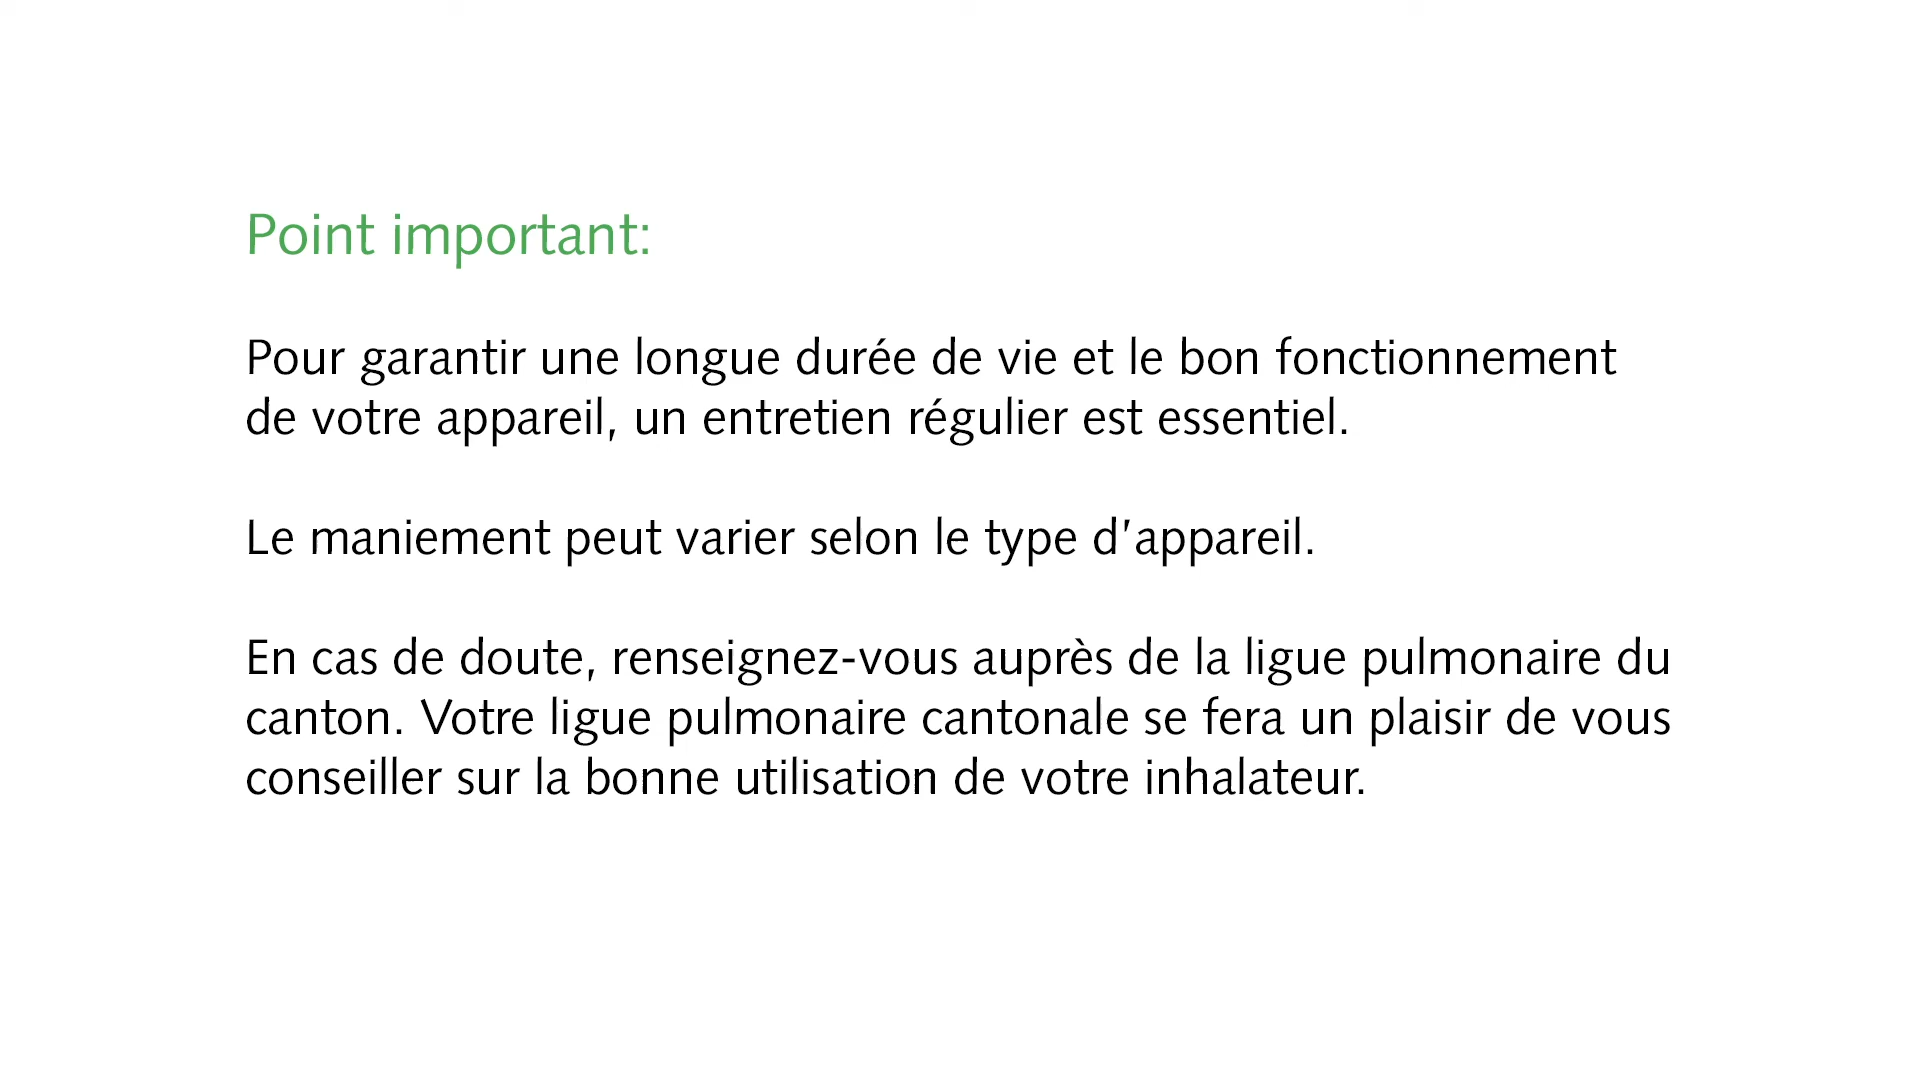 Point important:
Pour garantir une longue durée de vie et le bon fonctionnement
de votre appareil, un entretien régulier est essentiel.
Le maniement peut varier selon le type d’appareil.
En cas de doute, renseignez-vous auprès de la ligue pulmonaire du
canton. Votre ligue pulmonaire cantonale se fera un plaisir de vous
conseiller sur la bonne utilisation de votre inhalateur.